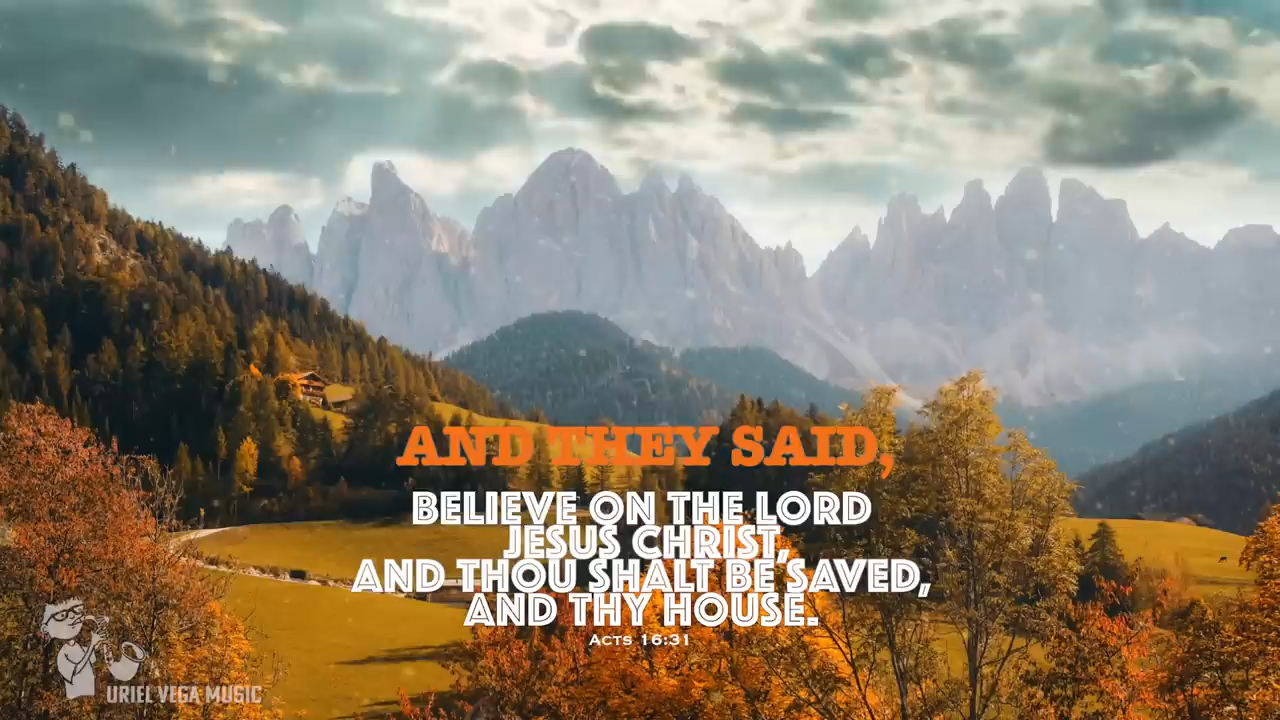 AND THEY SAID,
BELIEVE ON THE LORD
JESUS CHRIST,
AND THOU SHALT BE SAVED,
AND THY HOUSE.
ACTS 16:31
URIEL VEGA MUSIC